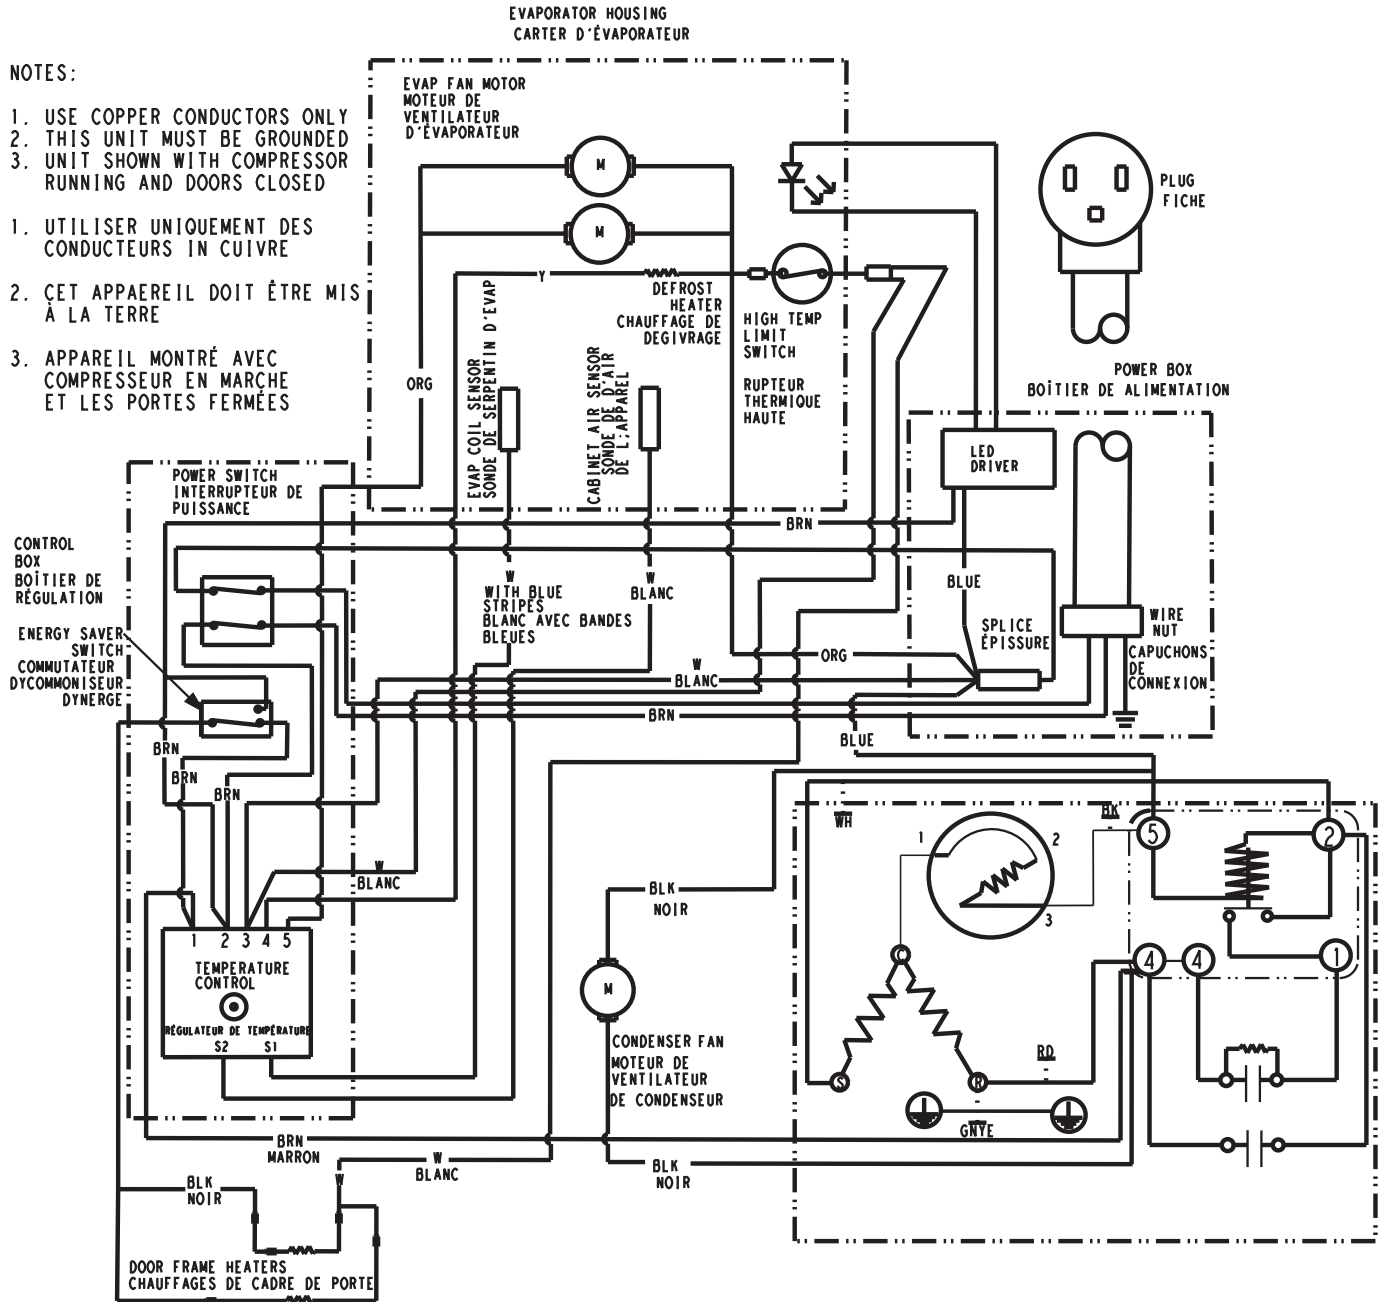 EVAPORATOR HOUSING
CARTER D'ÉVAPORATEUR
NOTES:
1. USE COPPER CONDUCTORS ONLY
2. THIS UNIT MUST BE GROUNDED
3. UNIT SHOWN WITH COMPRESSOR
RUNNING AND DOORS CLOSED
1. UTILISER UNIQUEMENT DES
CONDUCTEURS IN CUIVRE
2. CET APPAEREIL DOIT ÊTRE MIS
À LA TERRE
3. APPAREIL MONTRÉ AVEC
COMPRESSEUR EN MARCHE
ET LES PORTES FERMÉES
EVAP FAN MOTOR
MOTEUR DE
VENTILATEUR
D'ÉVAPORATEUR
M
M
Y
DEFROST
HEATER
CHAUFFAGE DE
DEGIVRAGE
HIGH TEMP
LIMIT
SWITCH
RUPTEUR
THERMIQUE
HAUTE
ORG
EVAP COIL SENSOR
SONDE DE SERPENTIN D'EVAP
CABINET AIR SENSOR
SONDE DE D'AIR
DE L;APPAREL
PLUG
FICHE
POWER BOX
BOÎTIER DE ALIMENTATION
LED
DRIVER
BLUE
SPLICE
ÉPISSURE
WIRE
NUT
CAPUCHONS
DE
CONNEXION
POWER SWITCH
INTERRUPTEUR DE
PUISSANCE
CONTROL
BOX
BOÎTIER DE
RÉGULATION
ENERGY SAVER
SWITCH
COMMUTATEUR
DYCOMMONISEUR
DYNERGE
BRN
W
WITH BLUE
STRIPES
BLANC AVEC BANDES
BLEUES
W
BLANC
ORG
W
BLANC
BRN
BLUE
BRN
BRN
BRN
W
BLANC
1 2 3 4 5
TEMPERATURE
CONTROL
RÉGULATEUR DE TEMPÉRATURE
S2 S1
BLK
NOIR
M
CONDENSER FAN
MOTEUR DE
VENTILATEUR
DE CONDENSEUR
WH
BK
1
2
3
5
2
4
4
1
C
S
R
RD
GNYE
BRN
MARRON
W
BLANC
BLK
NOIR
BLK
NOIR
W
DOOR FRAME HEATERS
CHAUFFAGES DE CADRE DE PORTE